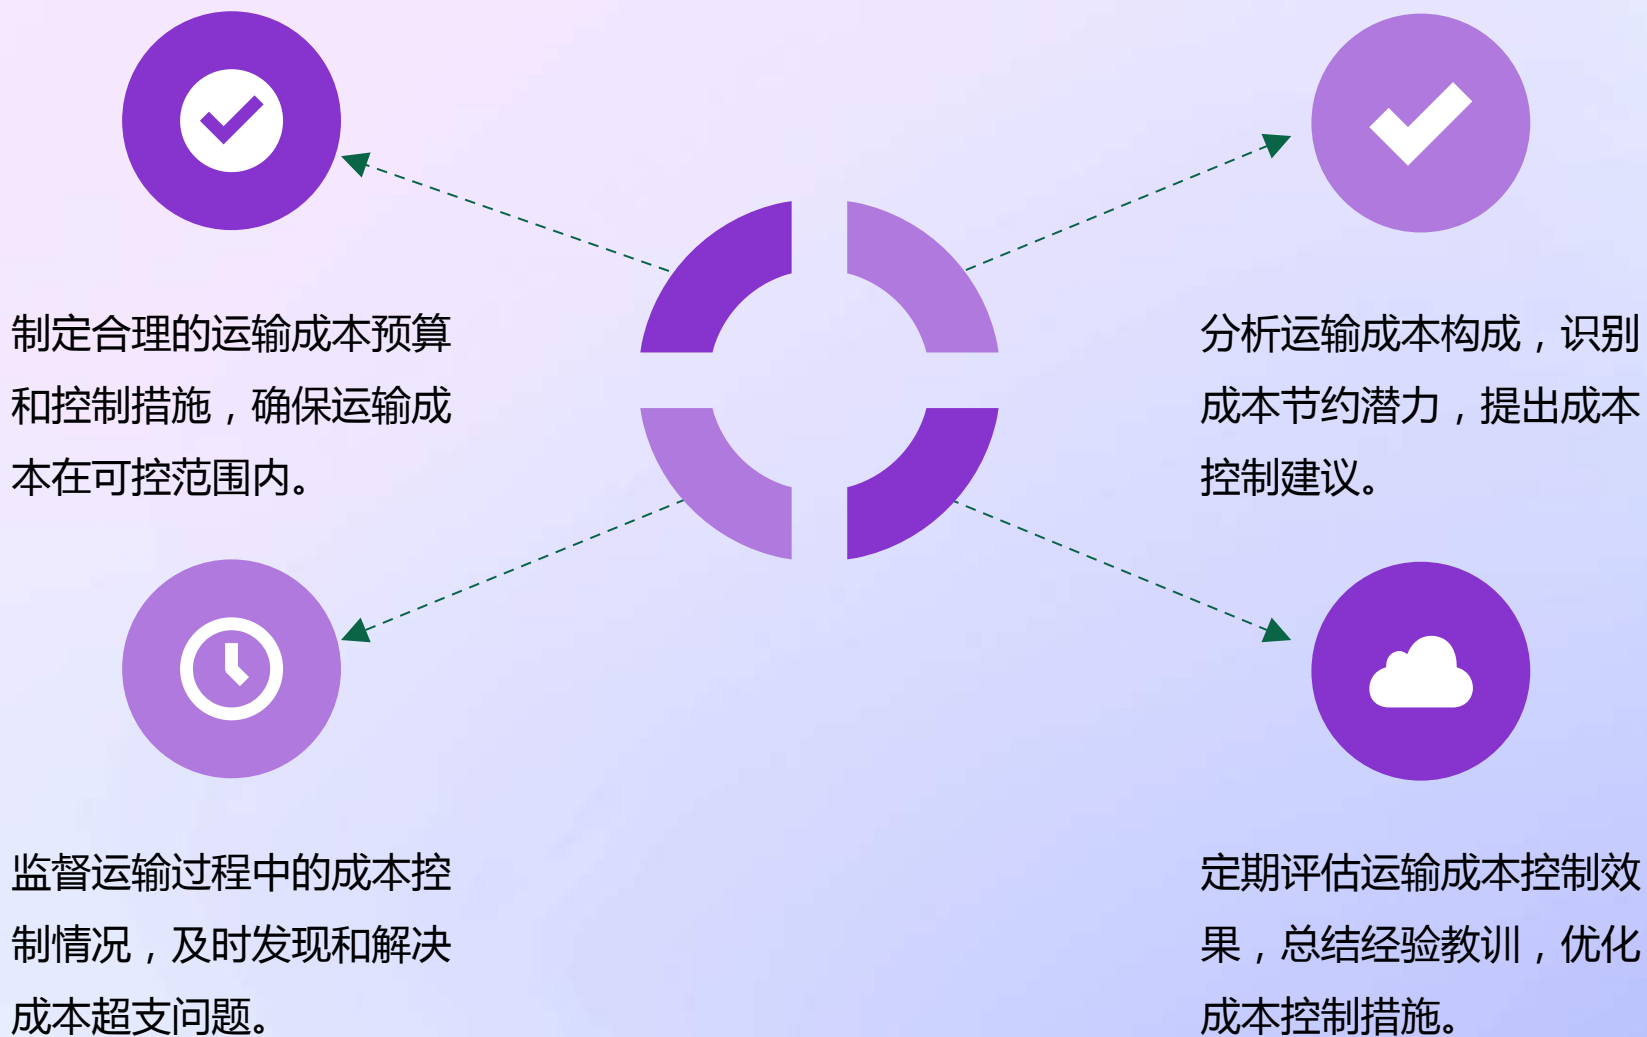 制定合理的运输成本预算
和控制措施，确保运输成
本在可控范围内。
分析运输成本构成，识别
成本节约潜力，提出成本
控制建议。
监督运输过程中的成本控
制情况，及时发现和解决
成本超支问题。
定期评估运输成本控制效
果，总结经验教训，优化
成本控制措施。